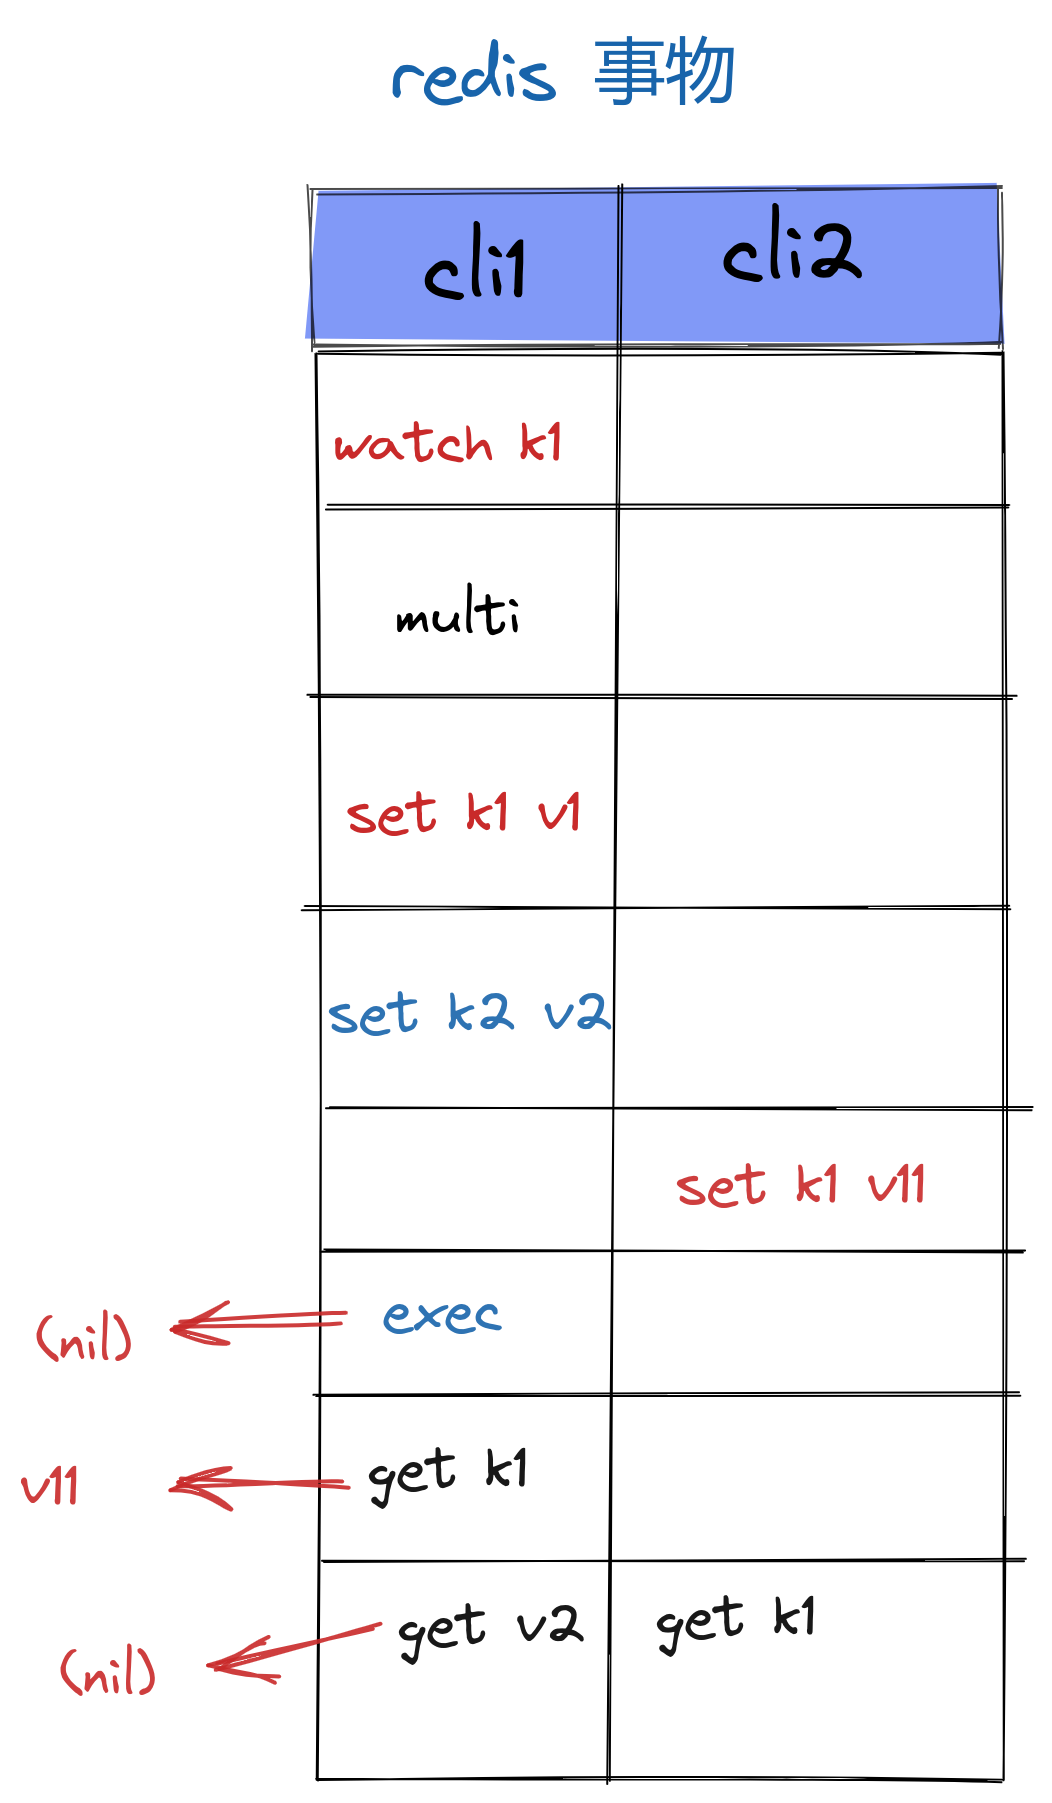 redis 事物
cli1 cli2
watch k1
multi
set k1 v1
set k2 v2
set k1 v11
(nil) exec
v11 get k1
(nil) get v2 get k1